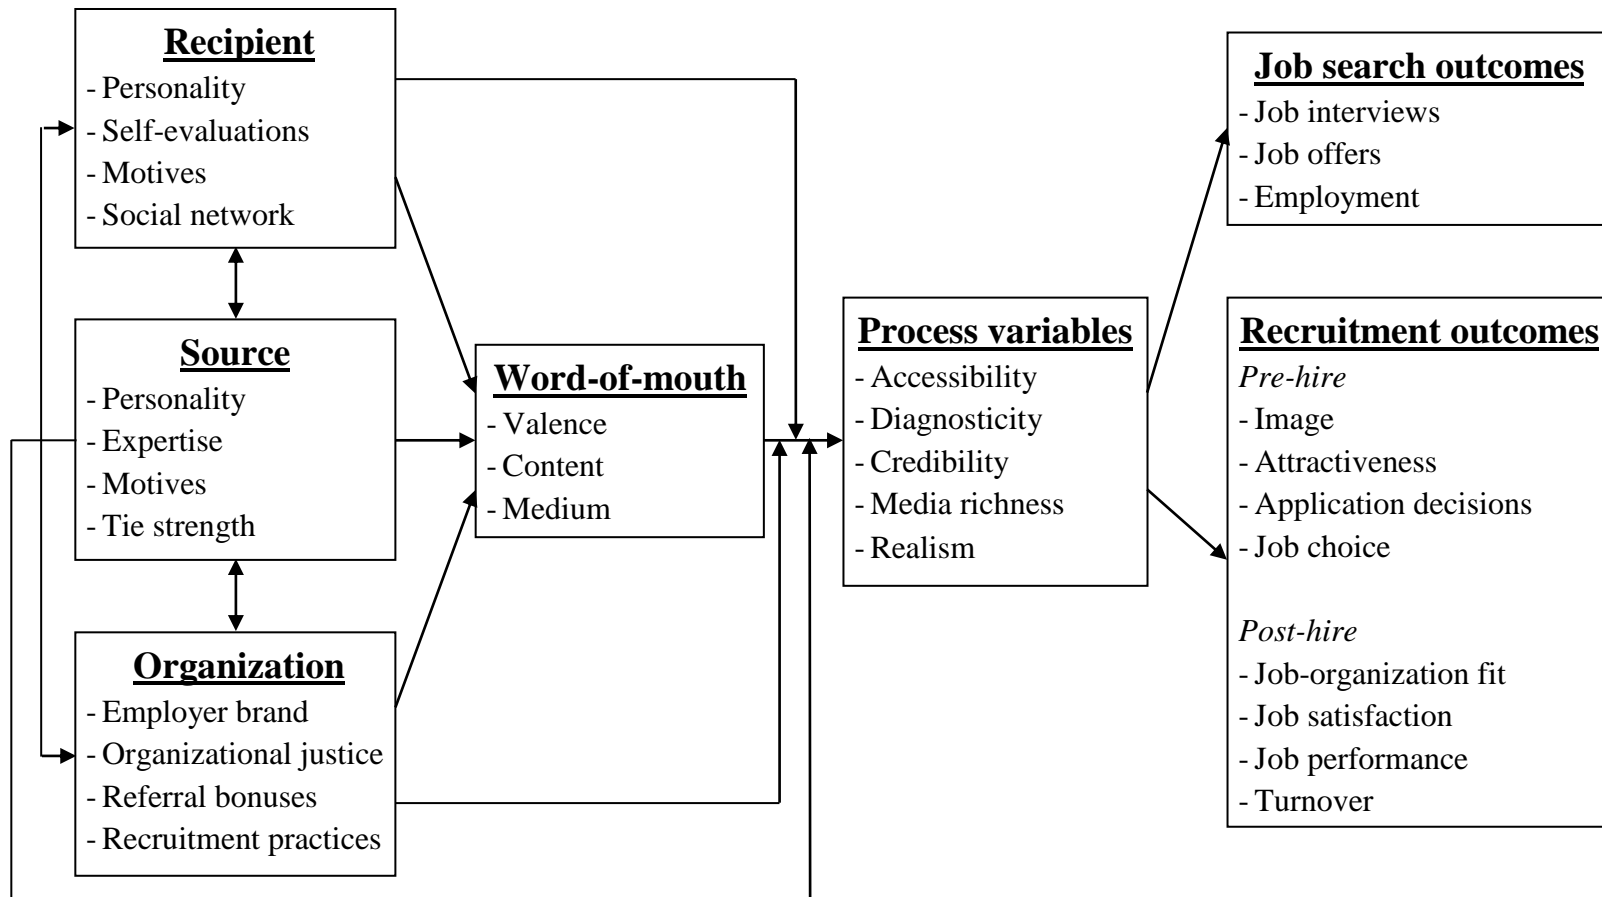 Recipient
- Personality
- Self-evaluations
- Motives
- Social network
Source
- Personality
- Expertise
- Motives
- Tie strength
Organization
- Employer brand
- Organizational justice
- Referral bonuses
- Recruitment practices
Word-of-mouth
- Valence
- Content
- Medium
Process variables
- Accessibility
- Diagnosticity
- Credibility
- Media richness
- Realism
Job search outcomes
- Job interviews
- Job offers
- Employment
Recruitment outcomes
Pre-hire
- Image
- Attractiveness
- Application decisions
- Job choice
Post-hire
- Job-organization fit
- Job satisfaction
- Job performance
- Turnover